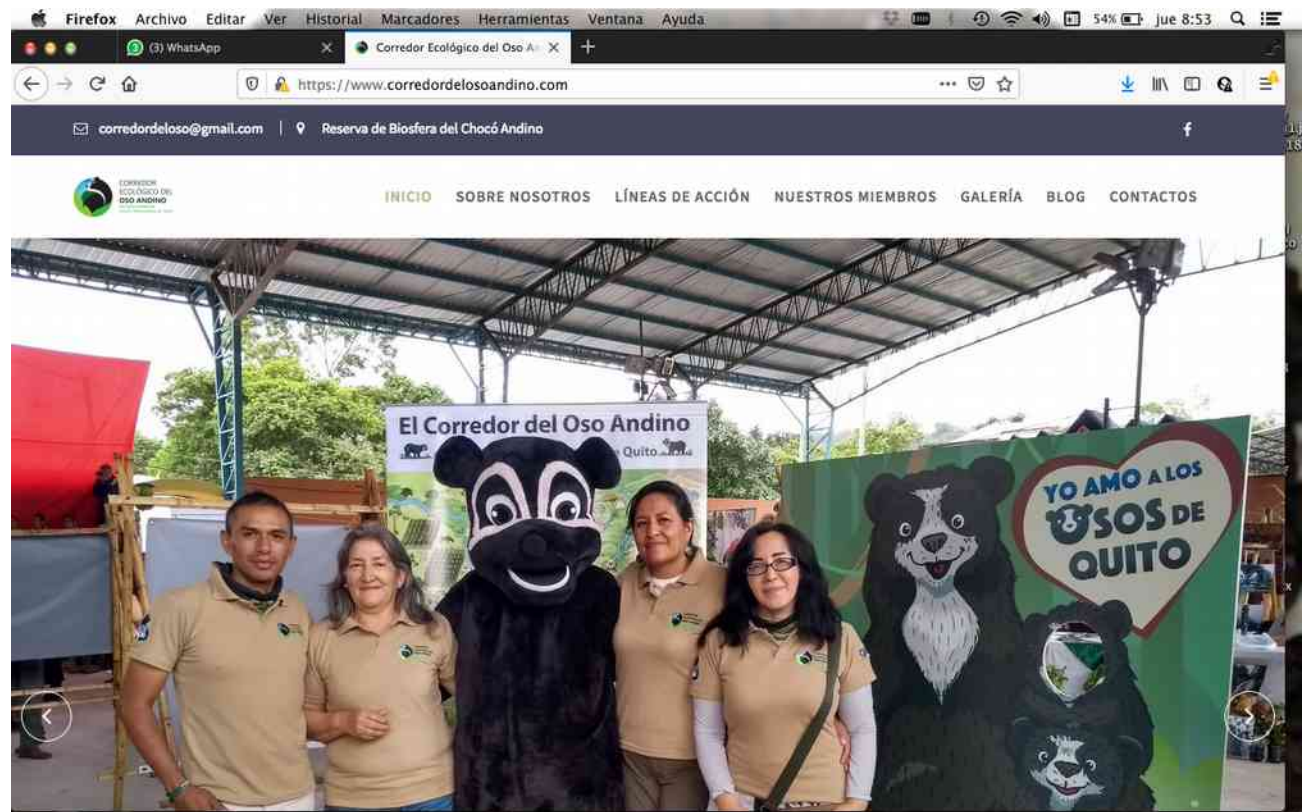 Firefox Archivo Editar Ver Historial Marcadores Herramientas Ventana Ayuda 54% jue 8:53
(3) WhatsApp Corredor Ecológico del Oso A
https://www.corredordelosoandino.com
corredordeloso@gmail.com | Reserva de Biosfera del Chocó Andino f
CORREDOR
ECOLÓGICO DEL
OSO ANDINO
INICIO SOBRE NOSOTROS LÍNEAS DE ACCIÓN NUESTROS MIEMBROS GALERÍA BLOG CONTACTOS
El Corredor del Oso Andino
Quito
YO AMO A LOS
OSOS DE
QUITO